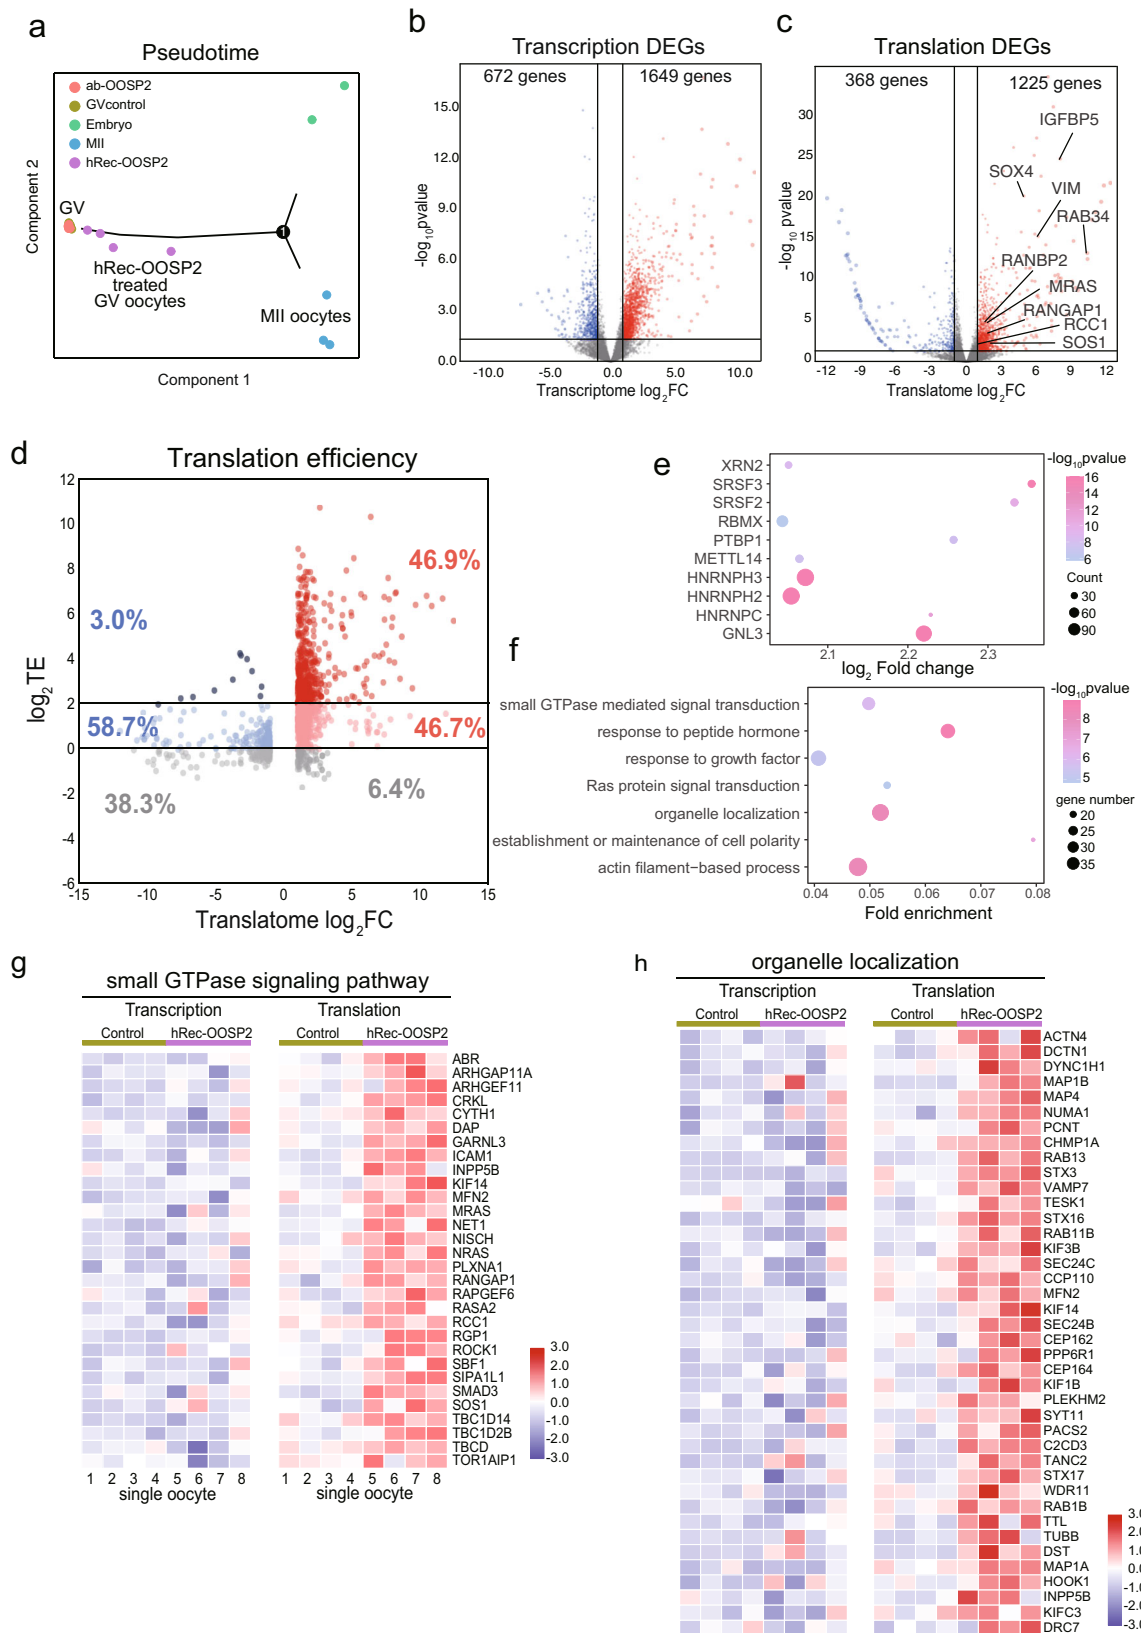 a
Pseudotime
ab-OOSP2
GVcontrol
Embryo
MII
hRec-OOSP2
GV
1
hRec-OOSP2
treated
GV oocytes
MII oocytes
Component 2
Component 1
b
Transcription DEGs
672 genes
1649 genes
15.0
12.0
9.0
6.0
3.0
0.0
-log10pvalue
-10.0
-5.0
0.0
5.0
10.0
Transcriptome log2FC
c
Translation DEGs
368 genes
1225 genes
IGFBP5
SOX4
VIM
RAB34
RANBP2
MRAS
RANGAP1
RCC1
SOS1
30
25
20
15
10
5
0
-log10 pvalue
-12
-9
-6
-3
0
3
6
9
12
Translatome log2FC
d
Translation efficiency
12
10
8
6
4
2
0
-2
-4
-6
log2TE
46.9%
3.0%
58.7%
46.7%
38.3%
6.4%
-15
-10
-5
0
5
10
15
Translatome log2FC
e
XRN2
SRSF3
SRSF2
RBMX
PTBP1
METTL14
HNRNPH3
HNRNPH2
HNRNPC
GNL3
2.1
2.2
2.3
log2 Fold change
-log10pvalue
16
14
12
10
8
6
Count
30
60
90
f
small GTPase mediated signal transduction
response to peptide hormone
response to growth factor
Ras protein signal transduction
organelle localization
establishment or maintenance of cell polarity
actin filament−based process
0.04
0.05
0.06
0.07
0.08
Fold enrichment
-log10pvalue
8
7
6
5
gene number
20
25
30
35
g
small GTPase signaling pathway
Transcription
Translation
Control
hRec-OOSP2
Control
hRec-OOSP2
ABR
ARHGAP11A
ARHGEF11
CRKL
CYTH1
DAP
GARNL3
ICAM1
INPP5B
KIF14
MFN2
MRAS
NET1
NISCH
NRAS
PLXNA1
RANGAP1
RAPGEF6
RASA2
RCC1
RGP1
ROCK1
SBF1
SIPA1L1
SMAD3
SOS1
TBC1D14
TBC1D2B
TBCD
TOR1AIP1
3.0
2.0
1.0
0.0
-1.0
-2.0
-3.0
1 2 3 4 5 6 7 8
single oocyte
1 2 3 4 5 6 7 8
single oocyte
h
organelle localization
Transcription
Translation
Control
hRec-OOSP2
Control
hRec-OOSP2
ACTN4
DCTN1
DYNC1H1
MAP1B
MAP4
NUMA1
PCNT
CHMP1A
RAB13
STX3
VAMP7
TESK1
STX16
RAB11B
KIF3B
SEC24C
CCP110
MFN2
KIF14
SEC24B
CEP162
PPP6R1
CEP164
KIF1B
PLEKHM2
SYT11
PACS2
C2CD3
TANC2
STX17
WDR11
RAB1B
TTL
TUBB
DST
MAP1A
HOOK1
INPP5B
KIFC3
DRC7
3.0
2.0
1.0
0.0
-1.0
-2.0
-3.0